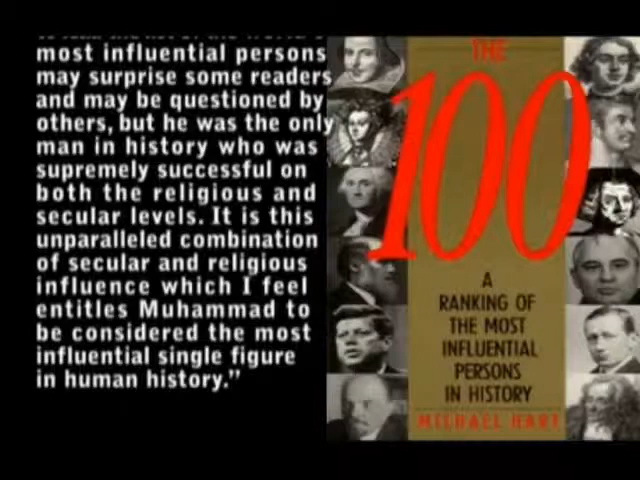 most influential persons
may surprise some readers
and may be questioned by
others, but he was the only
man in history who was
supremely successful on
both the religious and
secular levels. It is this
unparalleled combination
of secular and religious
influence which I feel
entitles Muhammad to
be considered the most
influential single figure
in human history.”
THE
100
A
RANKING OF
THE MOST
INFLUENTIAL
PERSONS
IN HISTORY
MICHAEL HART